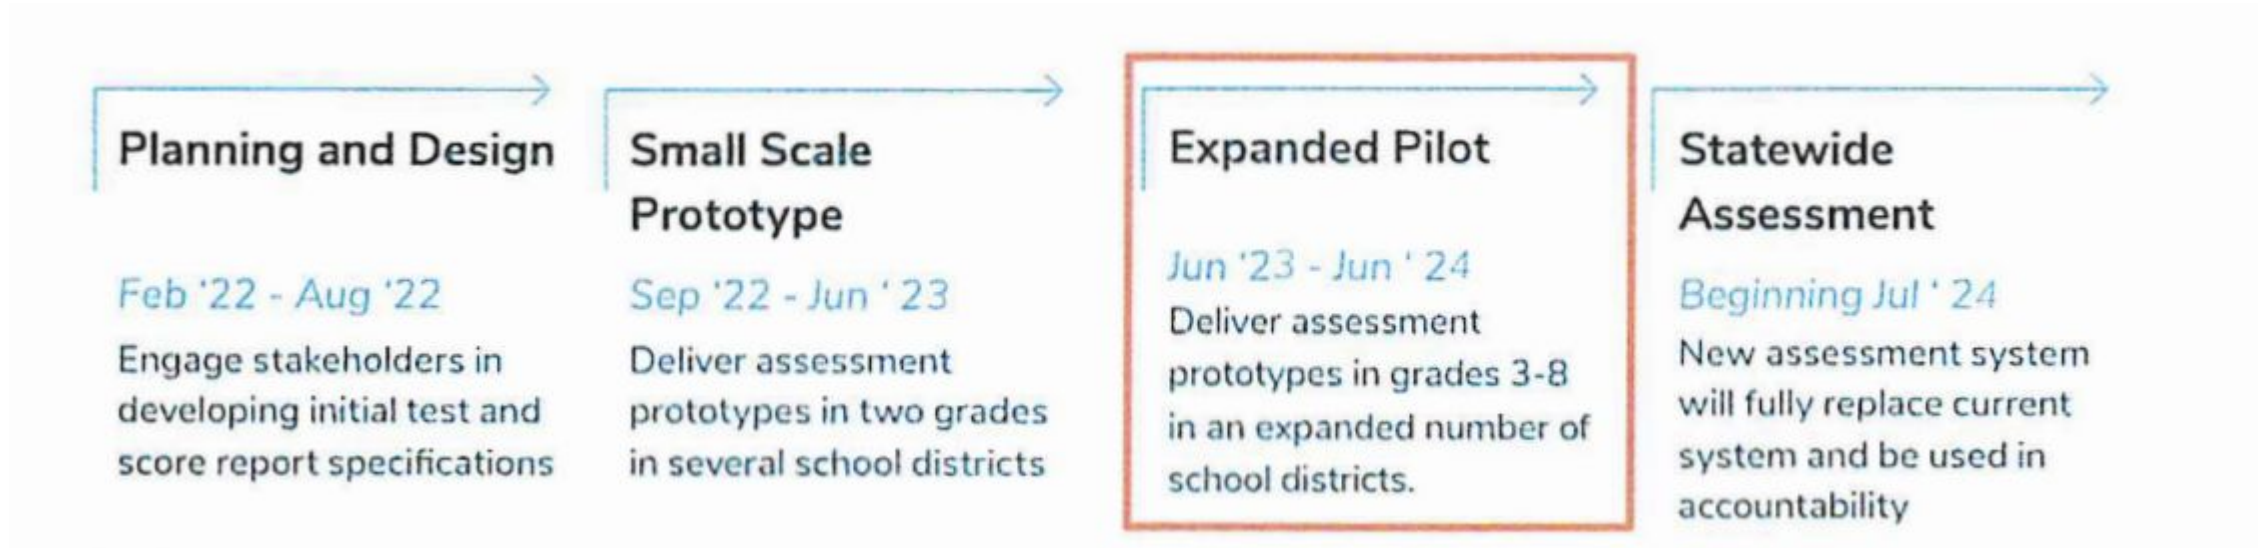 Planning and Design
Feb '22 - Aug '22
Engage stakeholders in
developing initial test and
score report specifications
Small Scale
Prototype
Sep '22 - Jun ' 23
Deliver assessment
prototypes in two grades
in several school districts
Expanded Pilot
Jun '23 - Jun ' 24
Deliver assessment
prototypes in grades 3-8
in an expanded number of
school districts.
Statewide
Assessment
Beginning Jul ' 24
New assessment system
will fully replace current
system and be used in
accountability